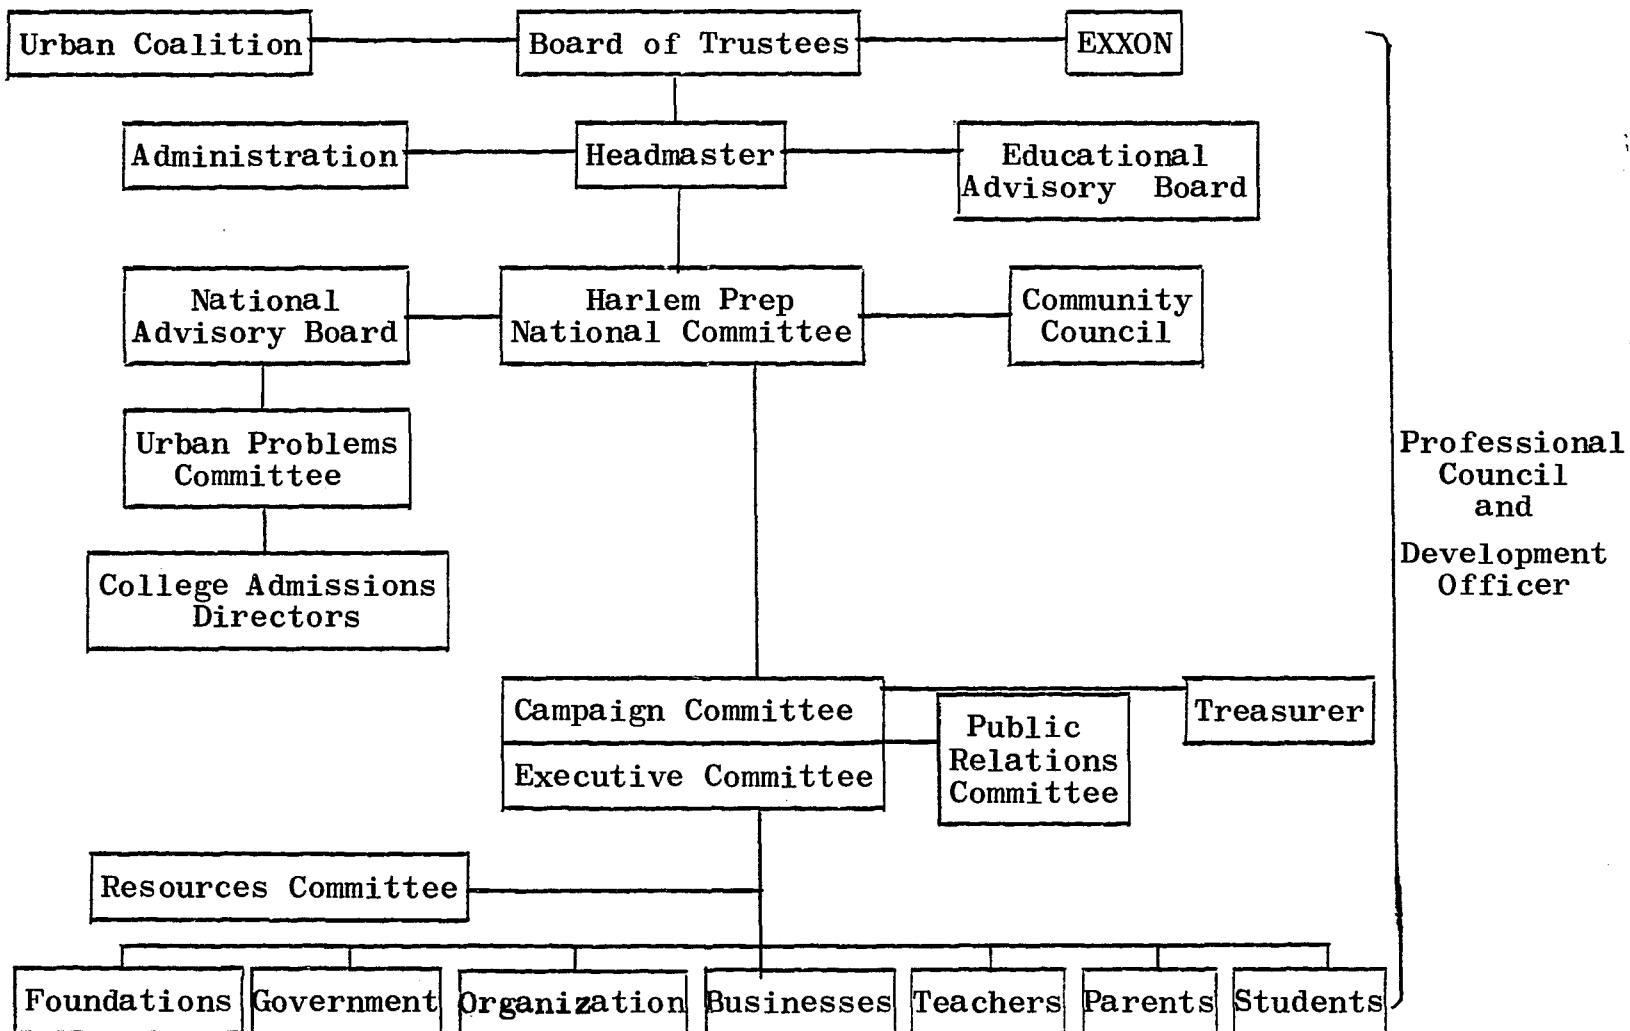 Urban Coalition
Board of Trustees
EXXON
Administration
Headmaster
Educational
Advisory Board
National
Advisory Board
Harlem Prep
National Committee
Community
Council
Urban Problems
Committee
College Admissions
Directors
Professional
Council
and
Development
Officer
Campaign Committee
Executive Committee
Public
Relations
Committee
Treasurer
Resources Committee
Foundations
Government
Organization
Businesses
Teachers
Parents
Students